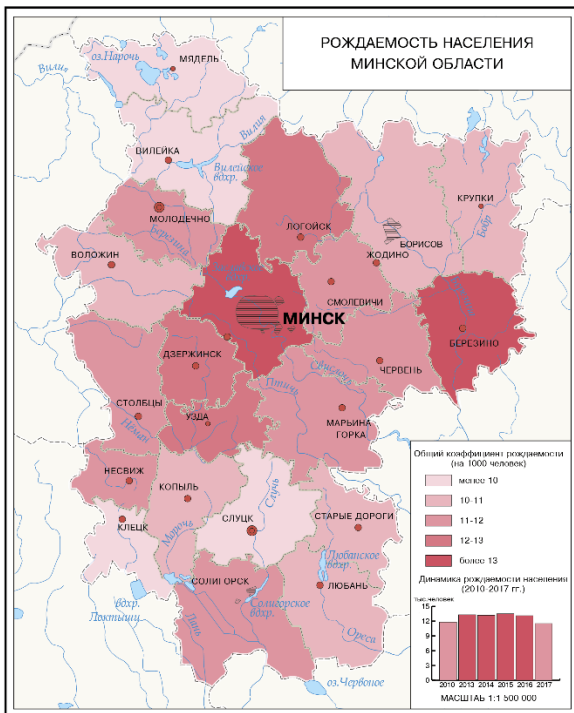 РОЖДАЕМОСТЬ НАСЕЛЕНИЯ
МИНСКОЙ ОБЛАСТИ
оз.Нарочь
МЯДЕЛЬ
Вилия
ВИЛЕЙКА
Вилия
Вилейское
вдхр.
МОЛОДЕЧНО
Березина
ЛОГОЙСК
КРУПКИ
Бобр
БОРИСОВ
ЖОДИНО
ВОЛОЖИН
СМОЛЕВИЧИ
МИНСК
БЕРЕЗИНО
ДЗЕРЖИНСК
ЧЕРВЕНЬ
Свислочь
Птичь
СТОЛБЦЫ
УЗДА
МАРЬИНА
ГОРКА
Нёман
НЕСВИЖ
КОПЫЛЬ
Случь
КЛЕЦК
Мороча
СЛУЦК
СТАРЫЕ ДОРОГИ
Любанское
вдхр.
СОЛИГОРСК
ЛЮБАНЬ
вдхр.
Локтыши
Лань
Солигорское
вдхр.
Ореса
оз.Червоное
Общий коэффициент рождаемости
(на 1000 человек)
менее 10
10-11
11-12
12-13
более 13
Динамика рождаемости населения
(2010-2017 гг.)
тыс.человек
15
12
9
6
3
0
2010 2013 2014 2015 2016 2017
МАСШТАБ 1:1 500 000